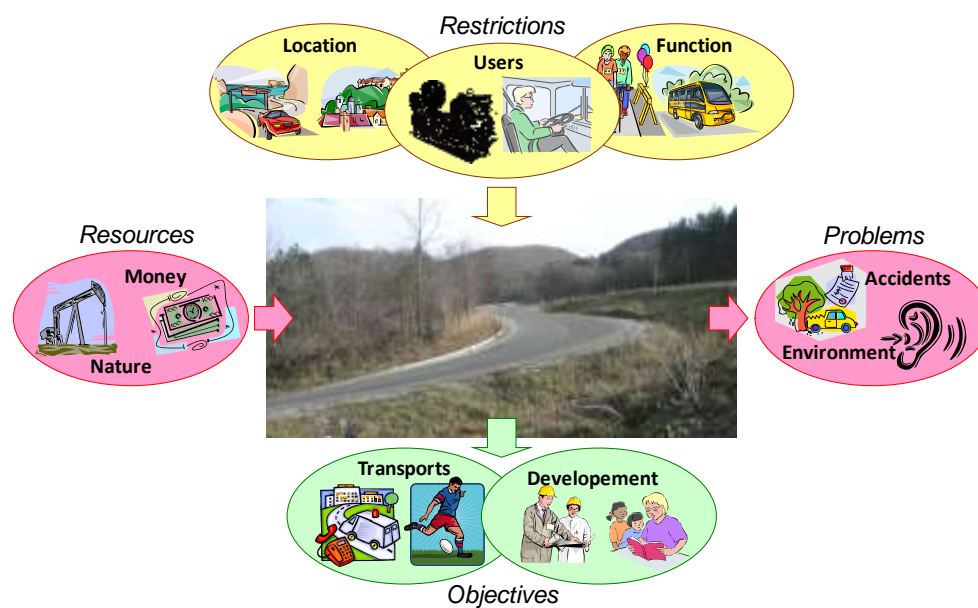 Restrictions
Location
Users
Function
Resources
Money
Nature
Problems
Accidents
Environment
Transports
Developement
Objectives